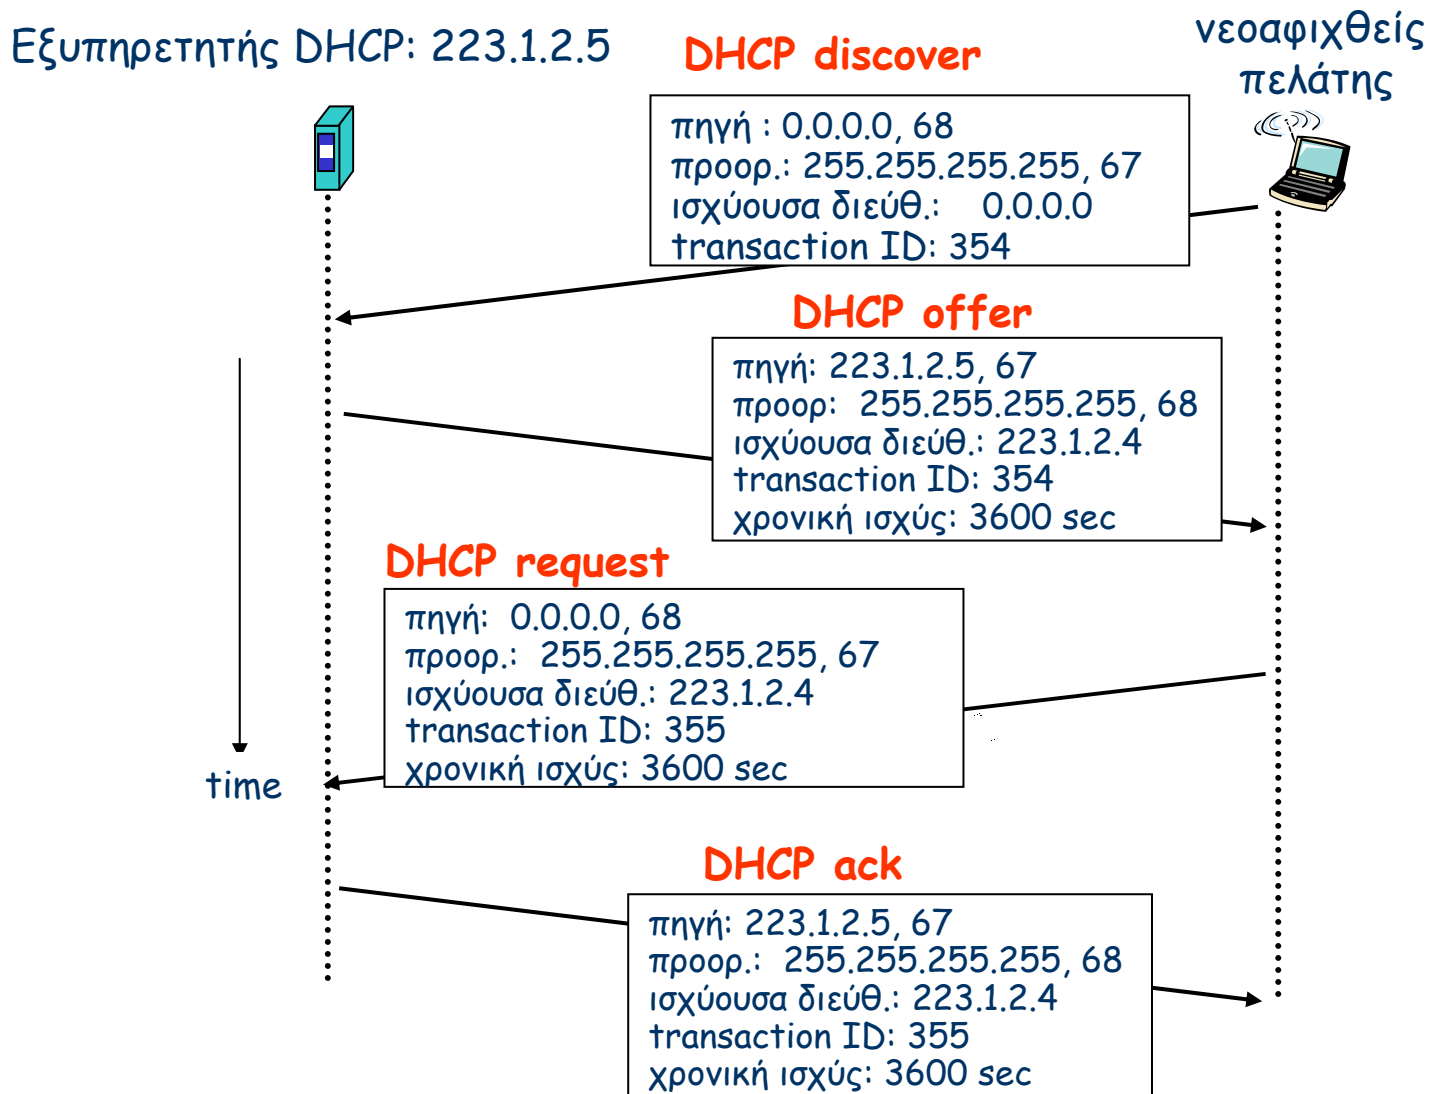 Εξυπηρετητής DHCP: 223.1.2.5
νεοαφιχθείς
πελάτης
DHCP discover
πηγή : 0.0.0.0, 68
προορ.: 255.255.255.255, 67
ισχύουσα διεύθ.: 0.0.0.0
transaction ID: 354
DHCP offer
πηγή: 223.1.2.5, 67
προορ: 255.255.255.255, 68
ισχύουσα διεύθ.: 223.1.2.4
transaction ID: 354
χρονική ισχύς: 3600 sec
DHCP request
πηγή: 0.0.0.0, 68
προορ.: 255.255.255.255, 67
ισχύουσα διεύθ.: 223.1.2.4
transaction ID: 355
χρονική ισχύς: 3600 sec
time
DHCP ack
πηγή: 223.1.2.5, 67
προορ.: 255.255.255.255, 68
ισχύουσα διεύθ.: 223.1.2.4
transaction ID: 355
χρονική ισχύς: 3600 sec